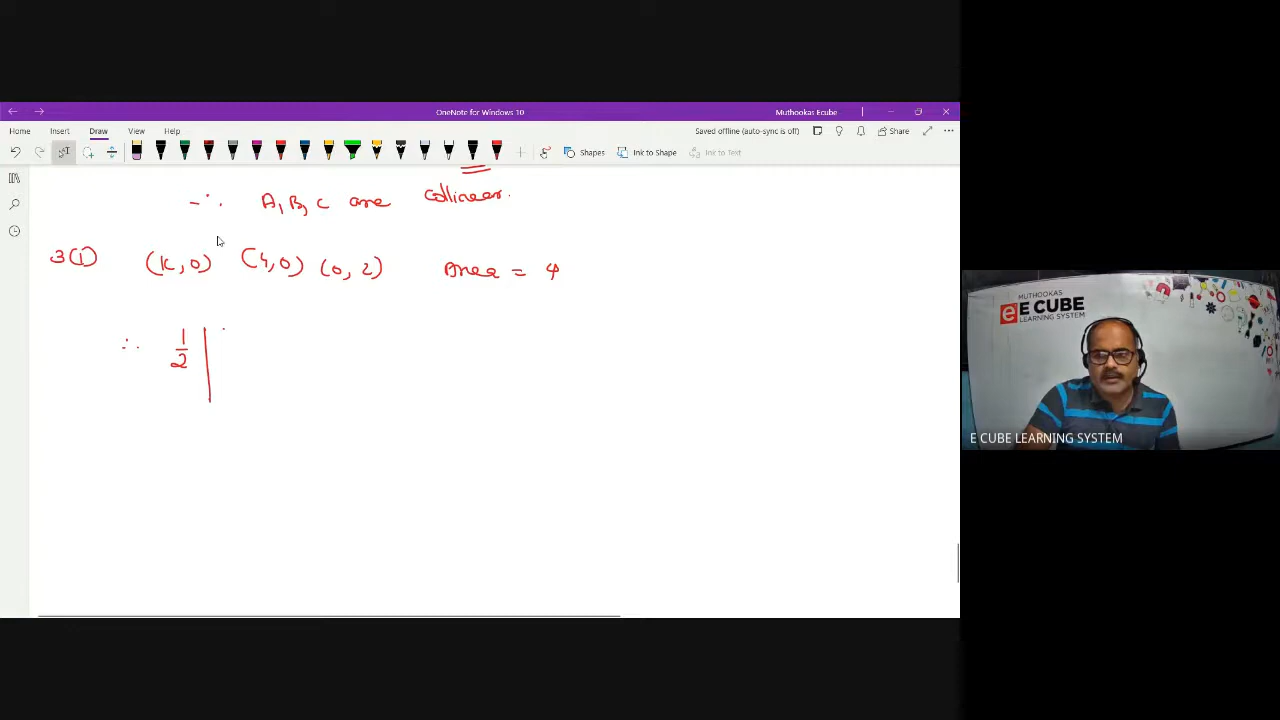 OneNote for Windows 10
Muthookas Ecube
Home Insert Draw View Help
Saved offline (auto-sync is off)
Share
Shapes
Ink to Shape
Ink to Text
∴ A, B, C are collinear.
3(i) (k, 0) (4, 0) (0, 2) Area = 4
∴ 1/2 |
MUTHOOKAS
e E CUBE
LEARNING SYSTEM
E CUBE LEARNING SYSTEM